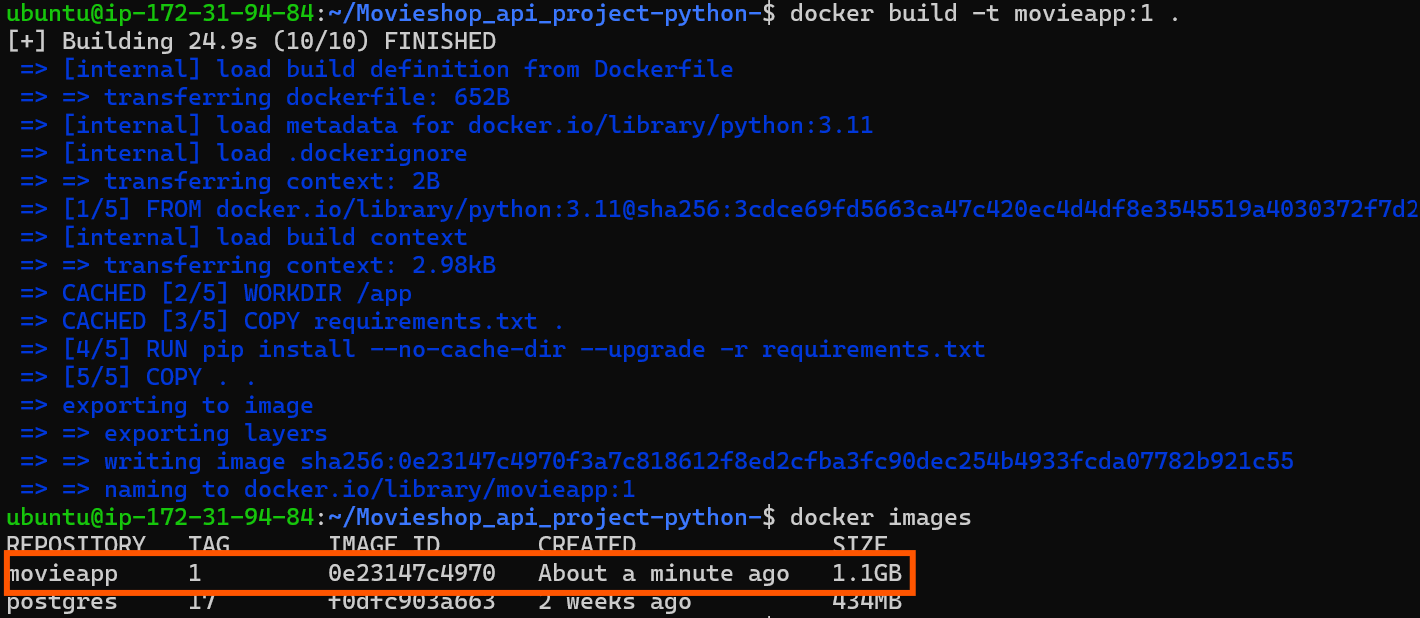 ubuntu@ip-172-31-94-84:~/Movieshop_api_project-python-$ docker build -t movieapp:1 .
[+] Building 24.9s (10/10) FINISHED
=> [internal] load build definition from Dockerfile
=> => transferring dockerfile: 652B
=> [internal] load metadata for docker.io/library/python:3.11
=> [internal] load .dockerignore
=> => transferring context: 2B
=> [1/5] FROM docker.io/library/python:3.11@sha256:3cdce69fd5663ca47c420ec4d4df8e3545519a4030372f7d2
=> [internal] load build context
=> => transferring context: 2.98kB
=> CACHED [2/5] WORKDIR /app
=> CACHED [3/5] COPY requirements.txt .
=> [4/5] RUN pip install --no-cache-dir --upgrade -r requirements.txt
=> [5/5] COPY . .
=> exporting to image
=> => exporting layers
=> => writing image sha256:0e23147c4970f3a7c818612f8ed2cfba3fc90dec254b4933fcda07782b921c55
=> => naming to docker.io/library/movieapp:1
ubuntu@ip-172-31-94-84:~/Movieshop_api_project-python-$ docker images
REPOSITORY TAG IMAGE ID CREATED SIZE
movieapp 1 0e23147c4970 About a minute ago 1.1GB
postgres 17 f0dfc903a663 2 weeks ago 434MB